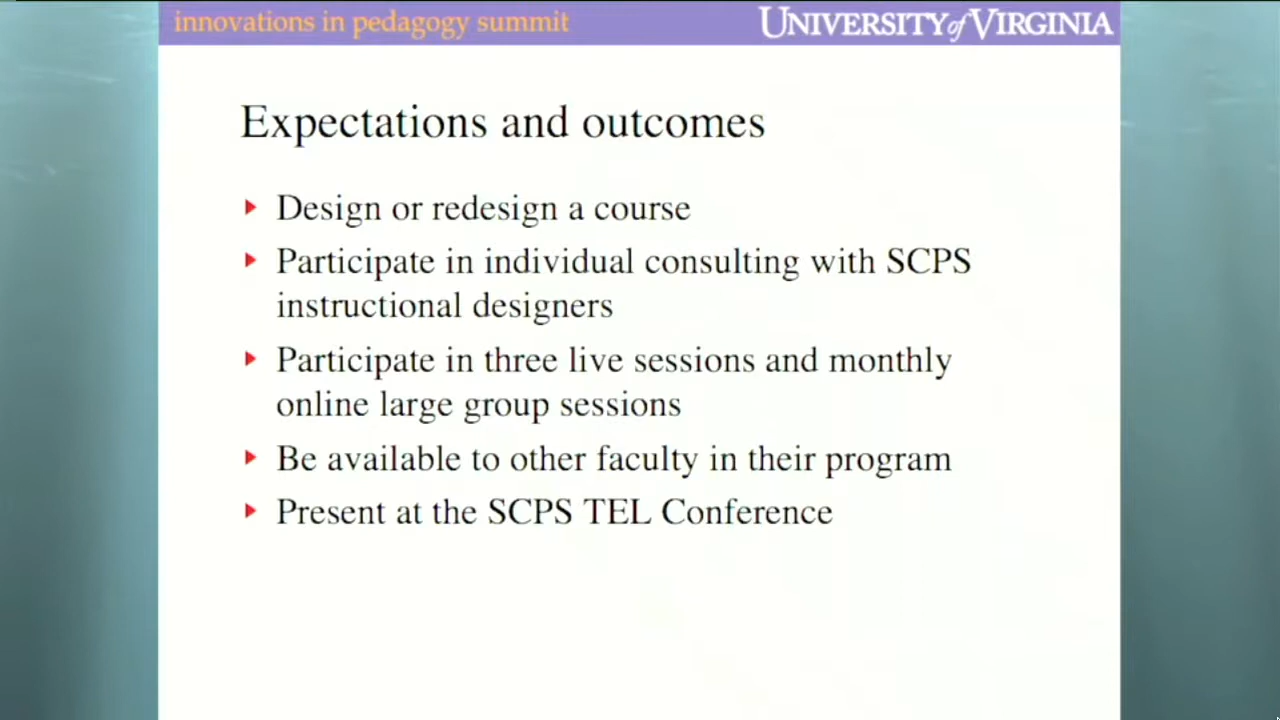 innovations in pedagogy summit
UNIVERSITY of VIRGINIA
Expectations and outcomes
Design or redesign a course
Participate in individual consulting with SCPS
instructional designers
Participate in three live sessions and monthly
online large group sessions
Be available to other faculty in their program
Present at the SCPS TEL Conference